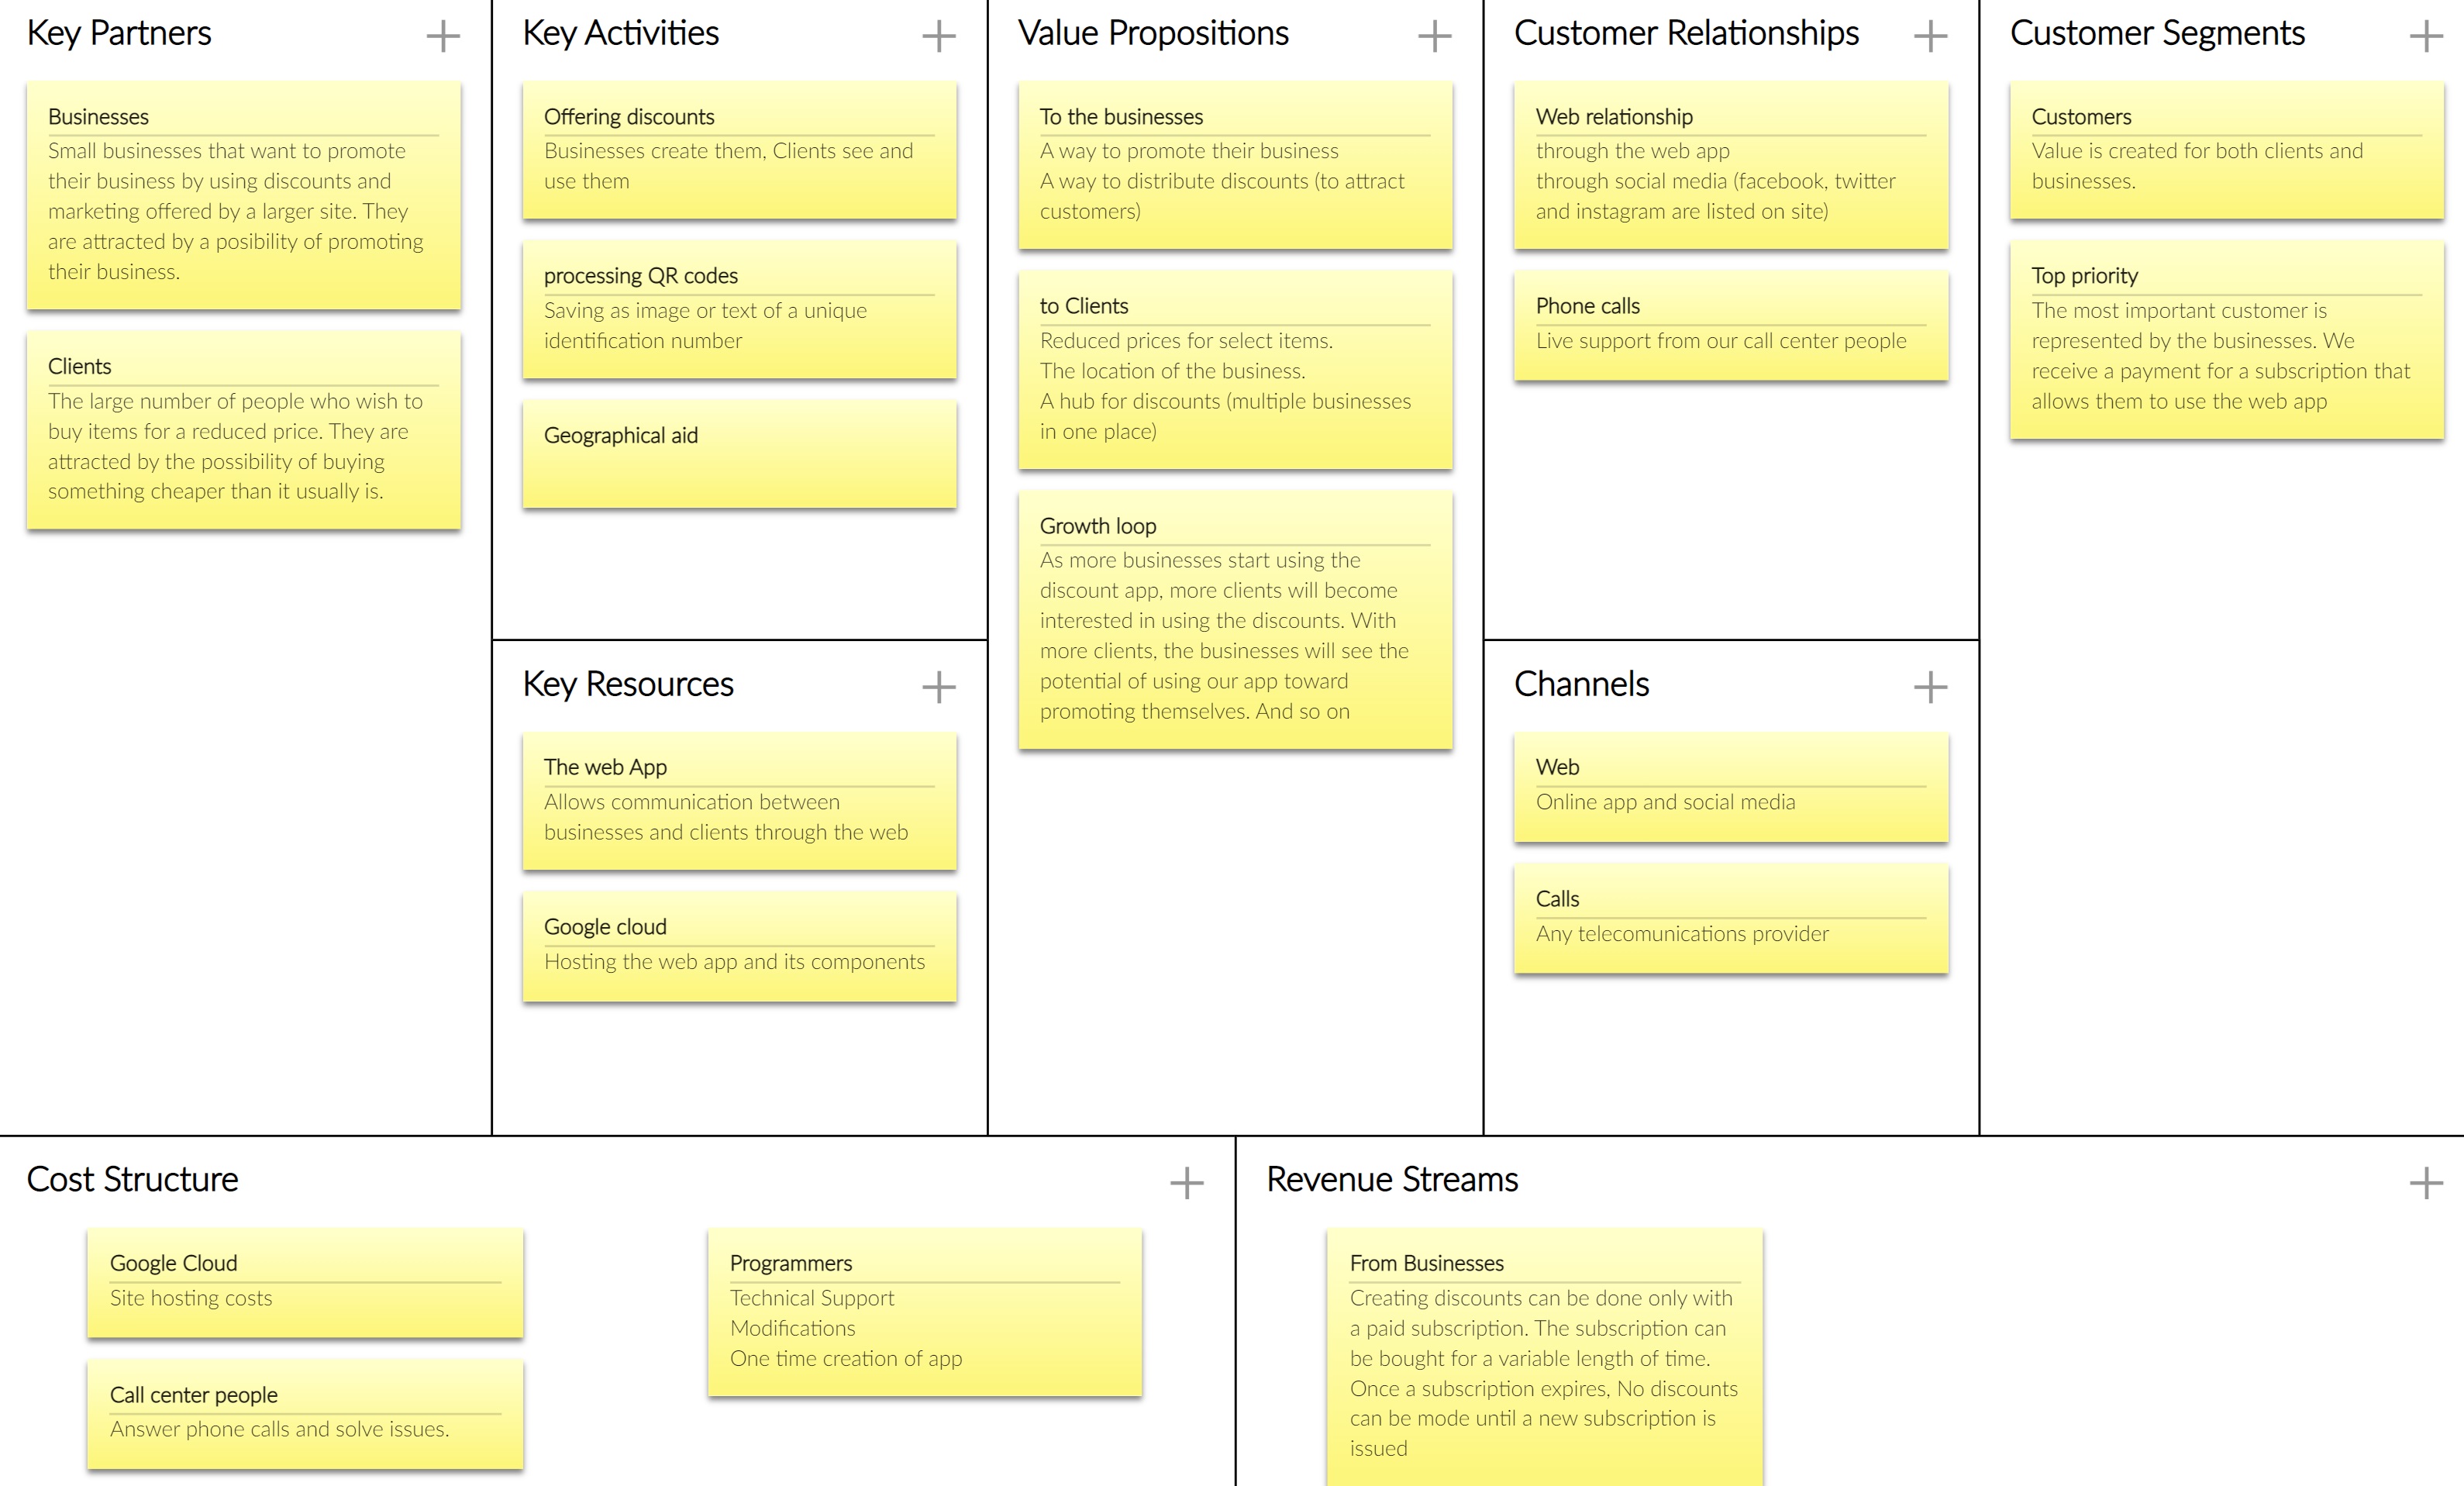 Key Partners
Businesses
Small businesses that want to promote
their business by using discounts and
marketing offered by a larger site. They
are attracted by a posibility of promoting
their business.
Clients
The large number of people who wish to
buy items for a reduced price. They are
attracted by the possibility of buying
something cheaper than it usually is.
Key Activities
Offering discounts
Businesses create them, Clients see and
use them
processing QR codes
Saving as image or text of a unique
identification number
Geographical aid
Key Resources
The web App
Allows communication between
businesses and clients through the web
Google cloud
Hosting the web app and its components
Value Propositions
To the businesses
A way to promote their business
A way to distribute discounts (to attract
customers)
to Clients
Reduced prices for select items.
The location of the business.
A hub for discounts (multiple businesses
in one place)
Growth loop
As more businesses start using the
discount app, more clients will become
interested in using the discounts. With
more clients, the businesses will see the
potential of using our app toward
promoting themselves. And so on
Customer Relationships
Web relationship
through the web app
through social media (facebook, twitter
and instagram are listed on site)
Phone calls
Live support from our call center people
Channels
Web
Online app and social media
Calls
Any telecomunications provider
Customer Segments
Customers
Value is created for both clients and
businesses.
Top priority
The most important customer is
represented by the businesses. We
receive a payment for a subscription that
allows them to use the web app
Cost Structure
Google Cloud
Site hosting costs
Call center people
Answer phone calls and solve issues.
Programmers
Technical Support
Modifications
One time creation of app
Revenue Streams
From Businesses
Creating discounts can be done only with
a paid subscription. The subscription can
be bought for a variable length of time.
Once a subscription expires, No discounts
can be mode until a new subscription is
issued